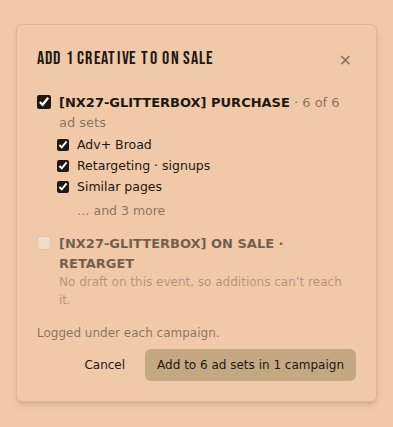 ADD 1 CREATIVE TO ON SALE
×
[NX27-GLITTERBOX] PURCHASE · 6 of 6
ad sets
Adv+ Broad
Retargeting · signups
Similar pages
… and 3 more
[NX27-GLITTERBOX] ON SALE ·
RETARGET
No draft on this event, so additions can’t reach
it.
Logged under each campaign.
Cancel
Add to 6 ad sets in 1 campaign